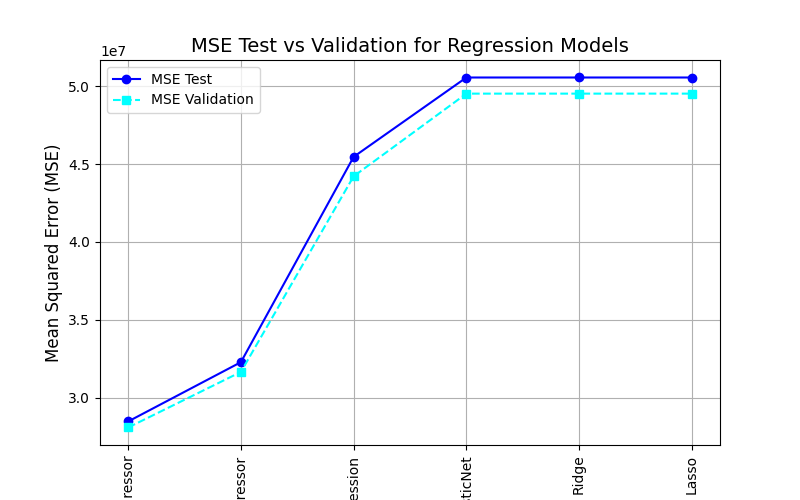 MSE Test vs Validation for Regression Models
1e7
MSE Test
MSE Validation
5.0
4.5
4.0
3.5
3.0
Mean Squared Error (MSE)
ressor
ressor
ession
ticNet
Ridge
Lasso